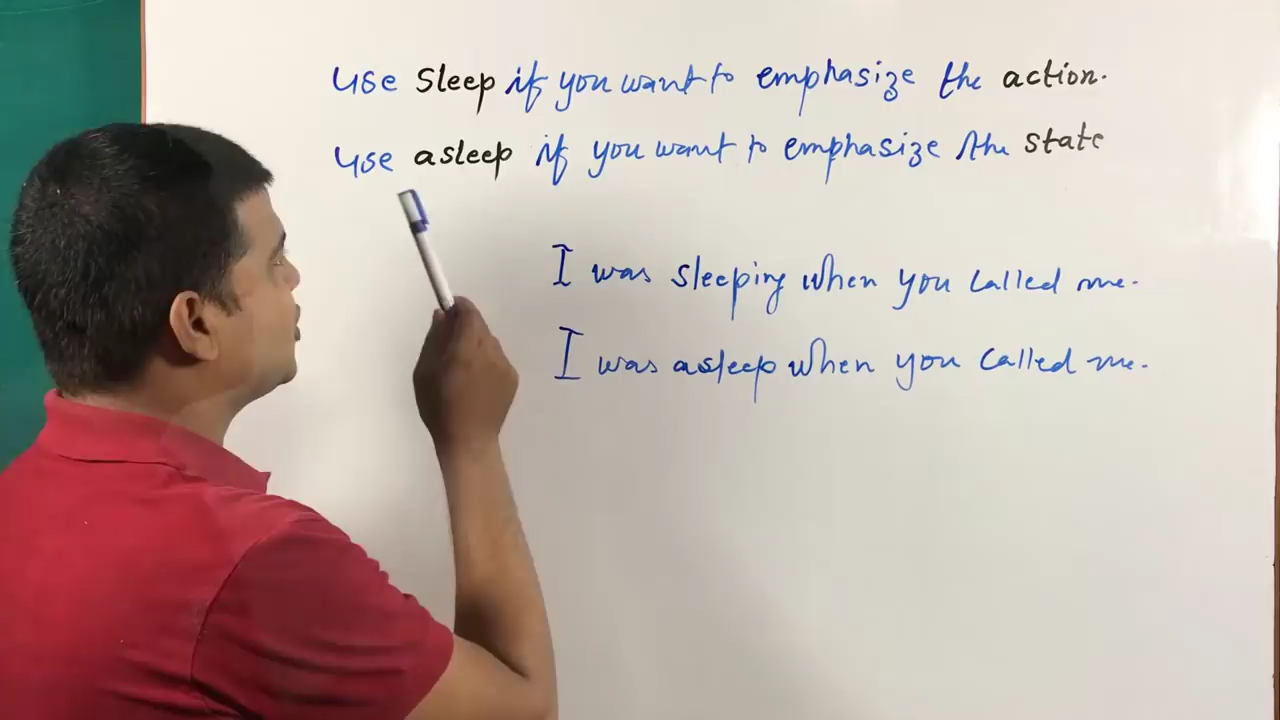 use sleep if you want to emphasize the action.
use asleep if you want to emphasize the state
I was sleeping when you called me.
I was asleep when you called me.